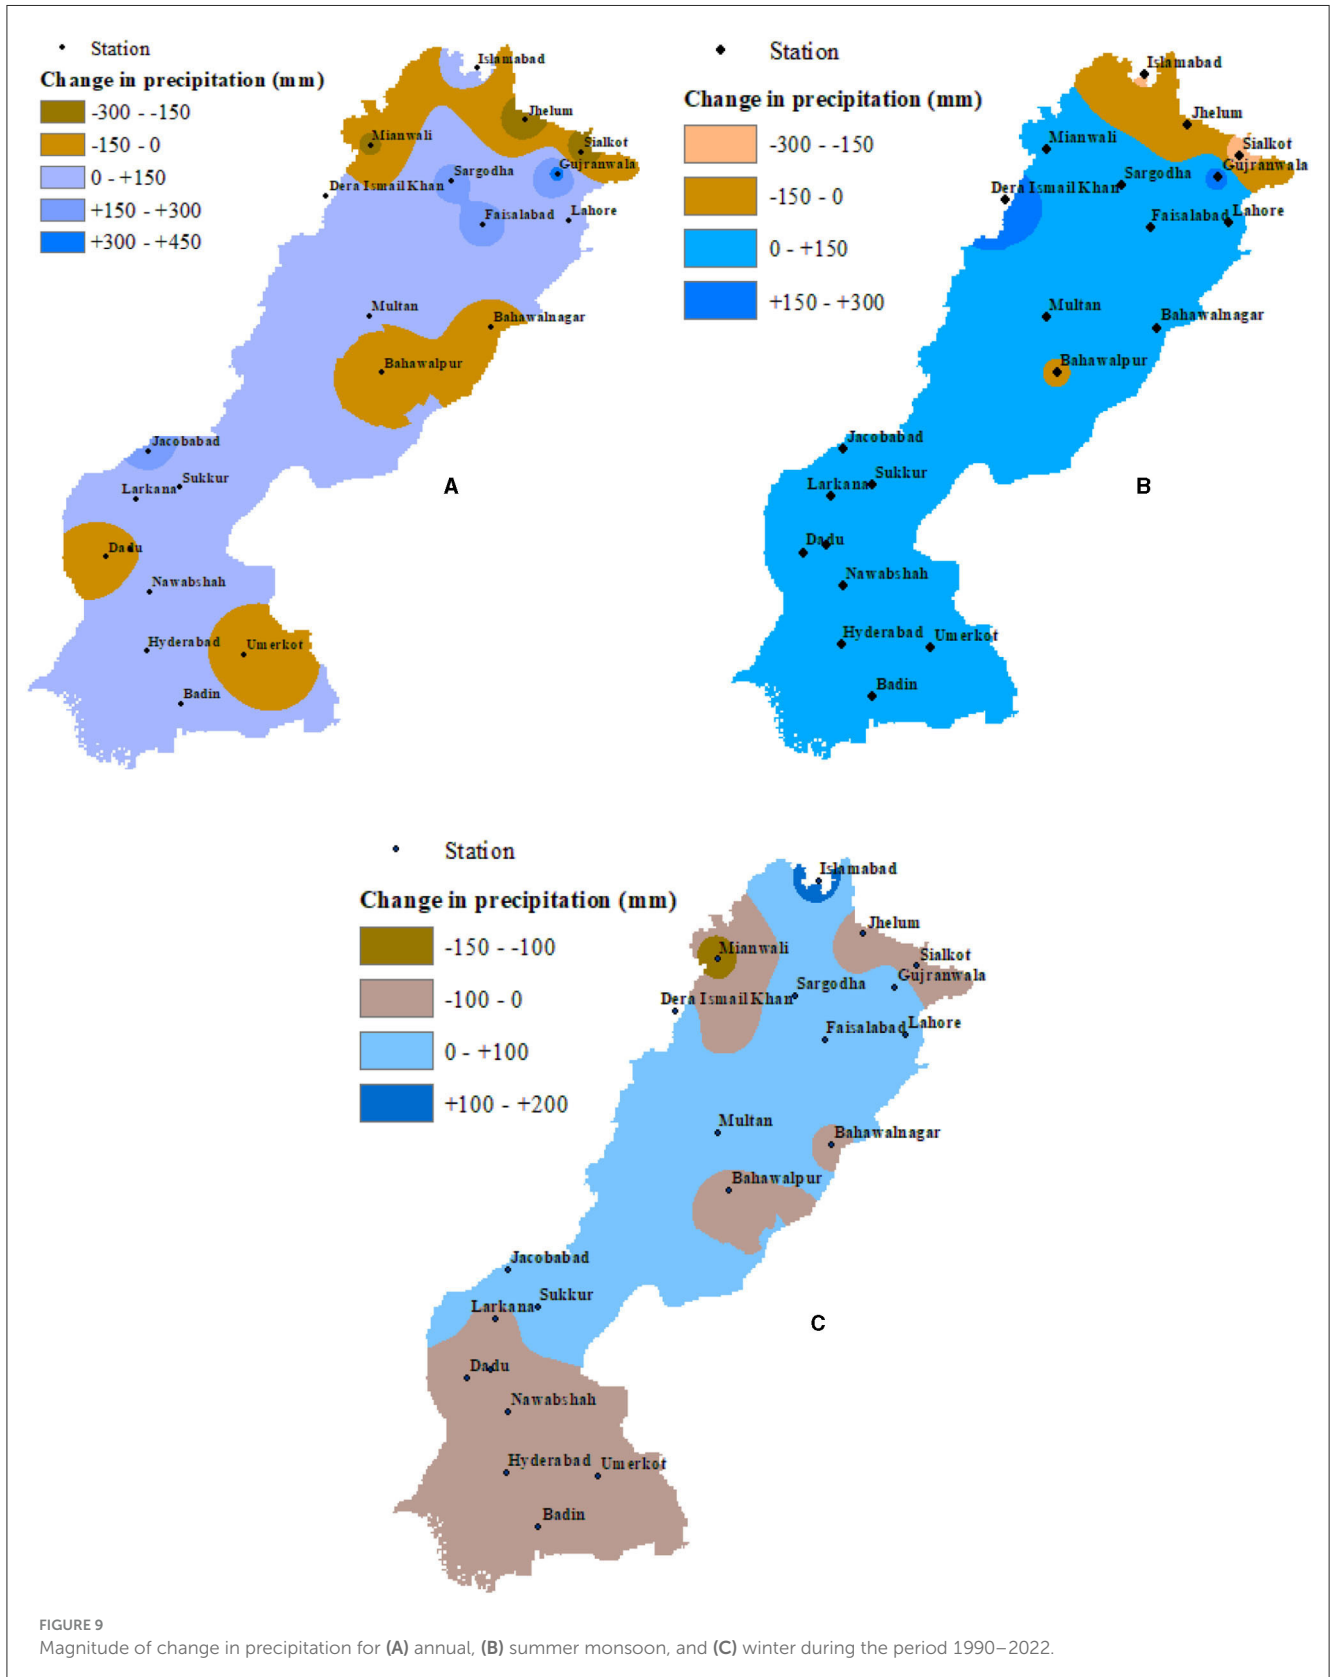 Station
Change in precipitation (mm)
-300 - -150
-150 - 0
0 - +150
+150 - +300
+300 - +450
Islamabad
Jhelum
Mianwali
Sialkot
Gujranwala
Sargodha
Dera Ismail Khan
Faisalabad
Lahore
Multan
Bahawalnagar
Bahawalpur
Jacobabad
Sukkur
Larkana
Dadu
Nawabshah
Hyderabad
Umerkot
Badin
A
Station
Change in precipitation (mm)
-300 - -150
-150 - 0
0 - +150
+150 - +300
Islamabad
Jhelum
Mianwali
Sialkot
Gujranwala
Sargodha
Dera Ismail Khan
Faisalabad
Lahore
Multan
Bahawalnagar
Bahawalpur
Jacobabad
Sukkur
Larkana
Dadu
Nawabshah
Hyderabad
Umerkot
Badin
B
Station
Change in precipitation (mm)
-150 - -100
-100 - 0
0 - +100
+100 - +200
Islamabad
Jhelum
Mianwali
Sialkot
Gujranwala
Sargodha
Dera Ismail Khan
Faisalabad
Lahore
Multan
Bahawalnagar
Bahawalpur
Jacobabad
Sukkur
Larkana
Dadu
Nawabshah
Hyderabad
Umerkot
Badin
C
FIGURE 9
Magnitude of change in precipitation for (A) annual, (B) summer monsoon, and (C) winter during the period 1990–2022.